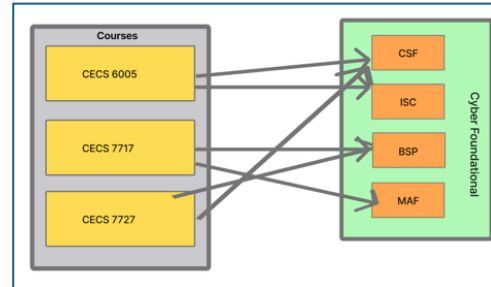 Courses
CECS 6005
CECS 7717
CECS 7727
CSF
ISC
BSP
MAF
Cyber Foundational